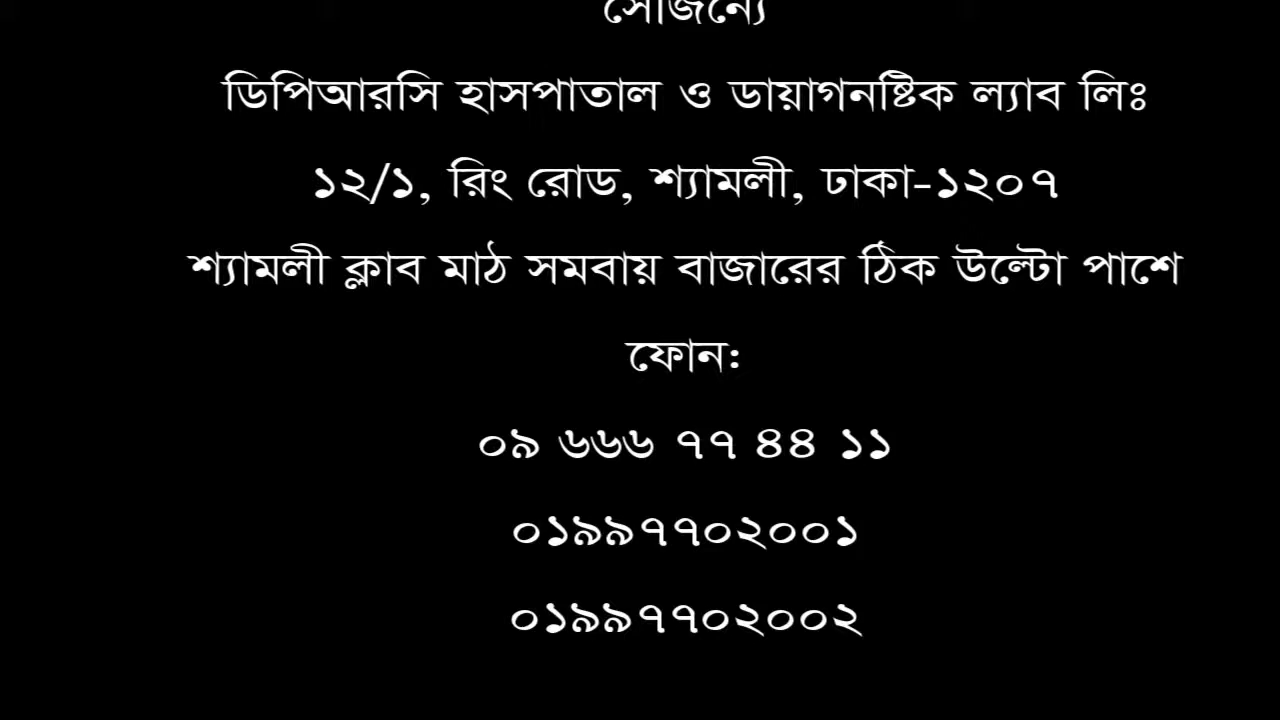 সৌজন্যে
ডিপিআরসি হাসপাতাল ও ডায়াগনষ্টিক ল্যাব লিঃ
১২/১, রিং রোড, শ্যামলী, ঢাকা-১২০৭
শ্যামলী ক্লাব মাঠ সমবায় বাজারের ঠিক উল্টো পাশে
ফোন:
০৯ ৬৬৬ ৭৭ ৪৪ ১১
০১৯৯৭৭০২০০১
০১৯৯৭৭০২০০২